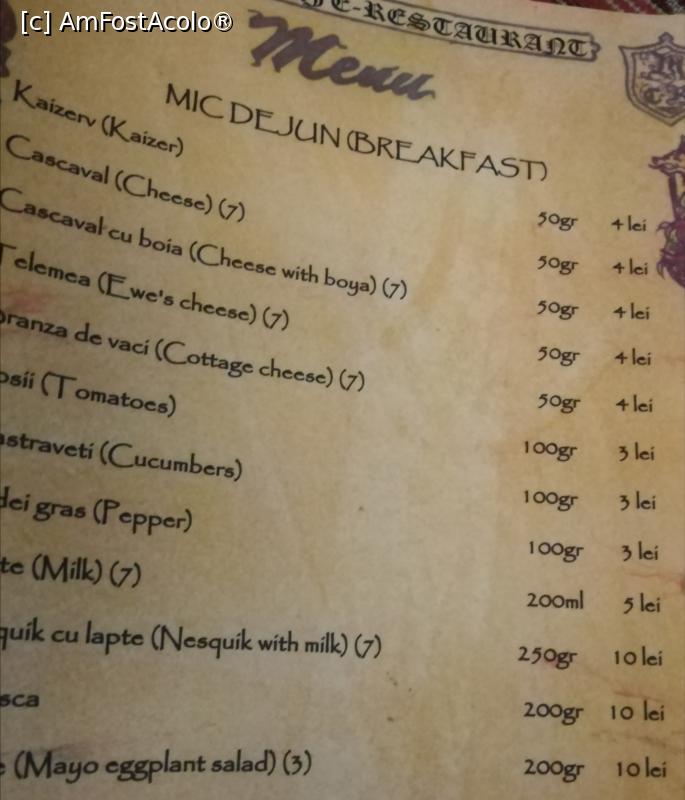 [c] AmFostAcolo®
E-RESTAURANT
Menu
MIC DEJUN (BREAKFAST)
Kaizerv (Kaizer) 50gr 4 lei
Cascaval (Cheese) (7) 50gr 4 lei
Cascaval cu boia (Cheese with boya) (7) 50gr 4 lei
Telemea (Ewe's cheese) (7) 50gr 4 lei
ranza de vaci (Cottage cheese) (7) 50gr 4 lei
osii (Tomatoes) 100gr 3 lei
astraveti (Cucumbers) 100gr 3 lei
dei gras (Pepper) 100gr 3 lei
te (Milk) (7) 200ml 5 lei
quik cu lapte (Nesquik with milk) (7) 250gr 10 lei
sca 200gr 10 lei
(Mayo eggplant salad) (3) 200gr 10 lei